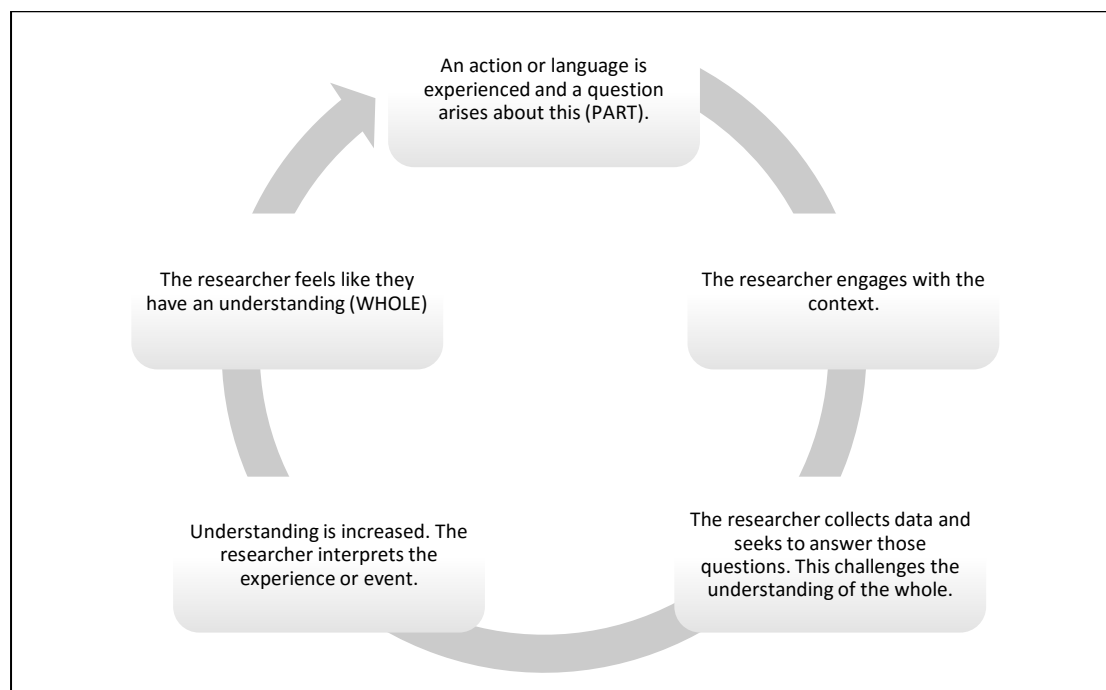 An action or language is
experienced and a question
arises about this (PART).
The researcher engages with the
context.
The researcher collects data and
seeks to answer those
questions. This challenges the
understanding of the whole.
Understanding is increased. The
researcher interprets the
experience or event.
The researcher feels like they
have an understanding (WHOLE)